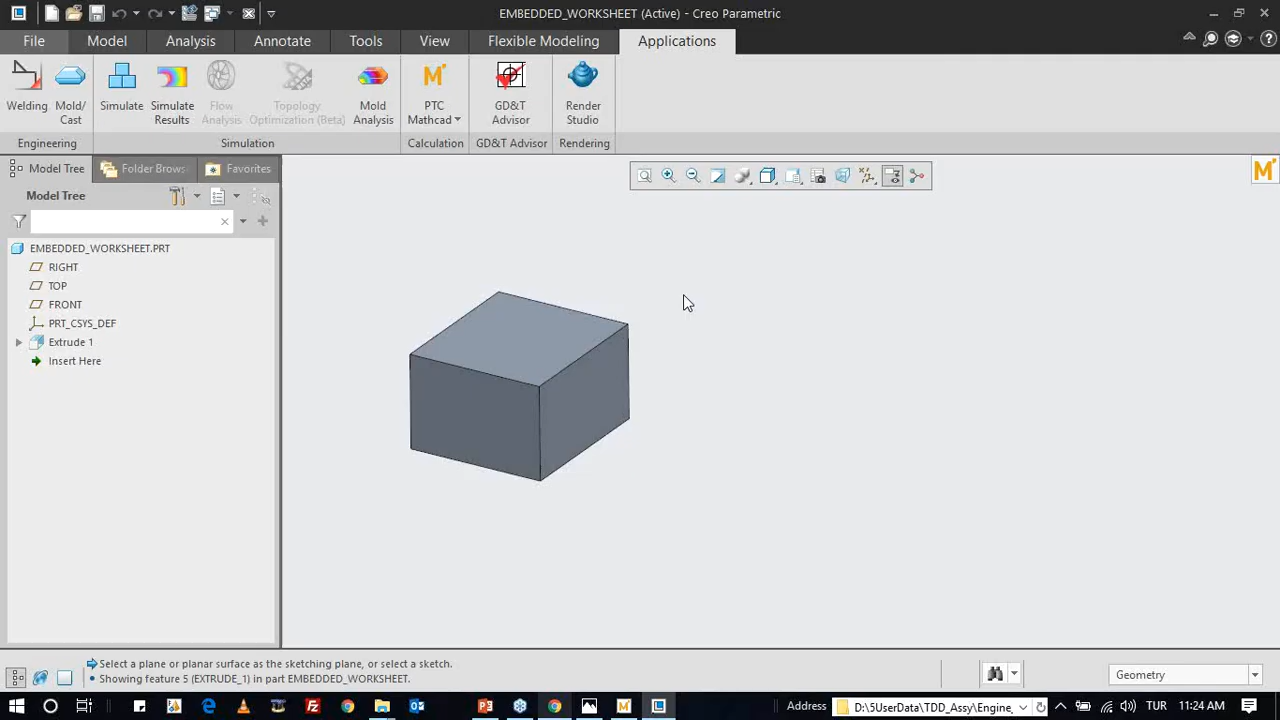 EMBEDDED_WORKSHEET (Active) - Creo Parametric
File Model Analysis Annotate Tools View Flexible Modeling Applications
Welding Mold/ Cast Simulate Simulate Results Flow Analysis Topology Optimization (Beta) Mold Analysis PTC Mathcad GD&T Advisor Render Studio
Engineering Simulation Calculation GD&T Advisor Rendering
Model Tree Folder Brows Favorites
Model Tree
EMBEDDED_WORKSHEET.PRT
RIGHT
TOP
FRONT
PRT_CSYS_DEF
Extrude 1
Insert Here
Select a plane or planar surface as the sketching plane, or select a sketch.
• Showing feature 5 (EXTRUDE_1) in part EMBEDDED_WORKSHEET.
Geometry
Address D:\5UserData\TDD_Assy\Engine_ TUR 11:24 AM